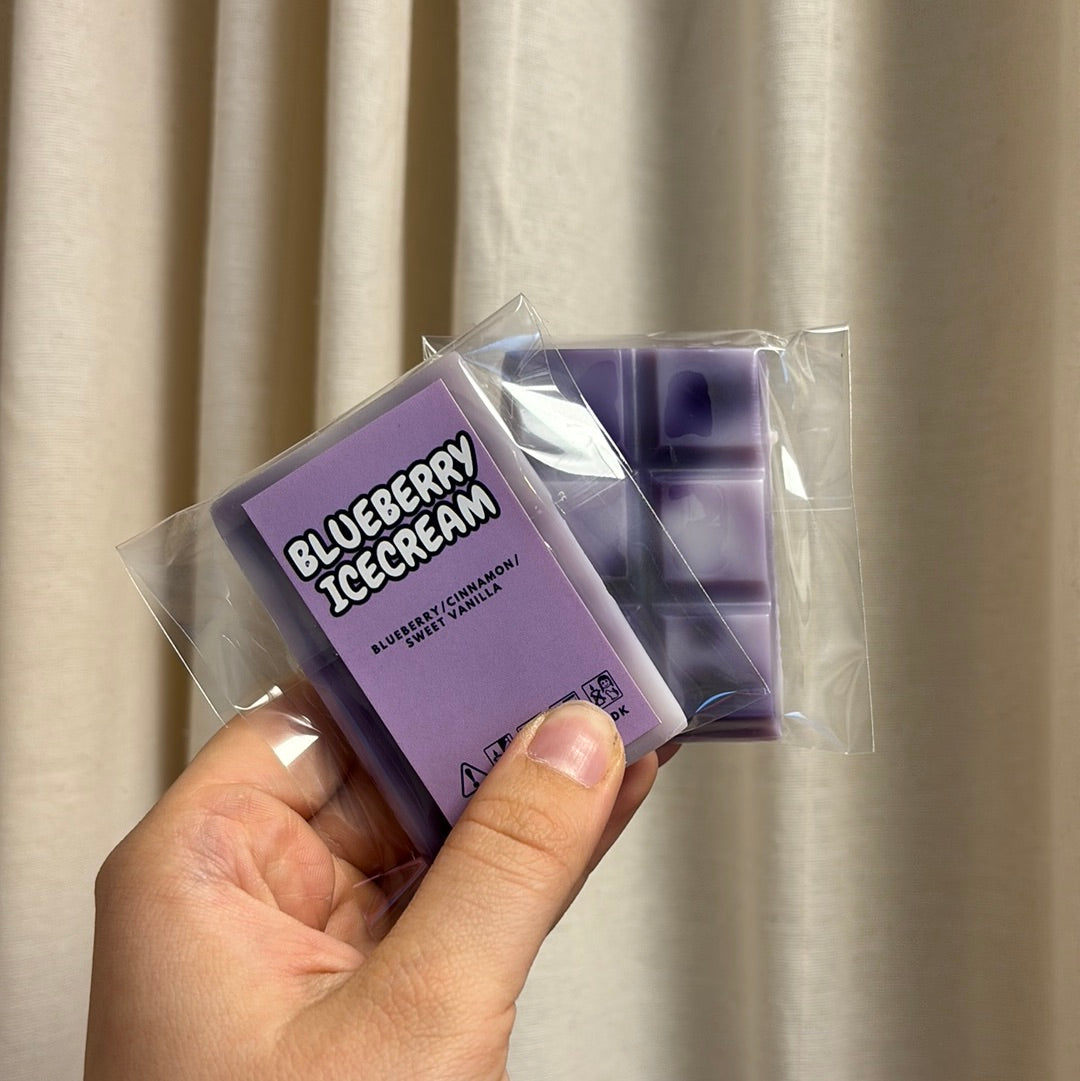 BLUEBERRY
ICECREAM
BLUEBERRY/CINNAMON/
SWEET VANILLA